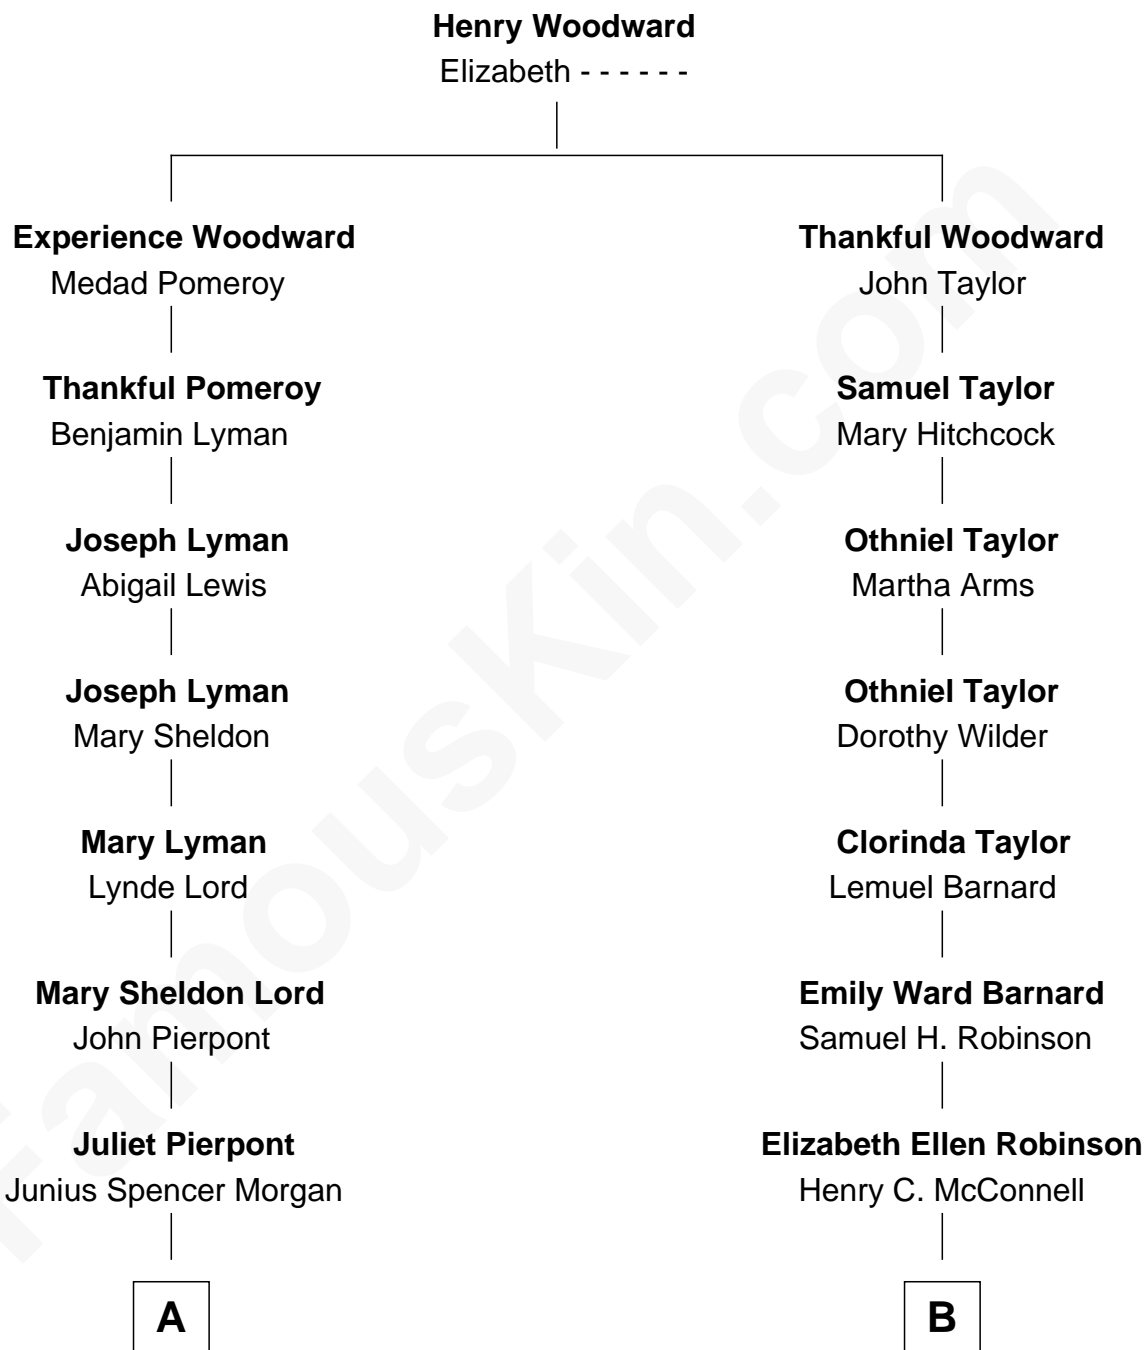 Henry Woodward
Elizabeth - - - - - -
Experience Woodward
Medad Pomeroy
Thankful Woodward
John Taylor
Thankful Pomeroy
Benjamin Lyman
Samuel Taylor
Mary Hitchcock
Joseph Lyman
Abigail Lewis
Othniel Taylor
Martha Arms
Joseph Lyman
Mary Sheldon
Othniel Taylor
Dorothy Wilder
Mary Lyman
Lynde Lord
Clorinda Taylor
Lemuel Barnard
Mary Sheldon Lord
John Pierpont
Emily Ward Barnard
Samuel H. Robinson
Juliet Pierpont
Junius Spencer Morgan
Elizabeth Ellen Robinson
Henry C. McConnell
A
B
FamousKin.com